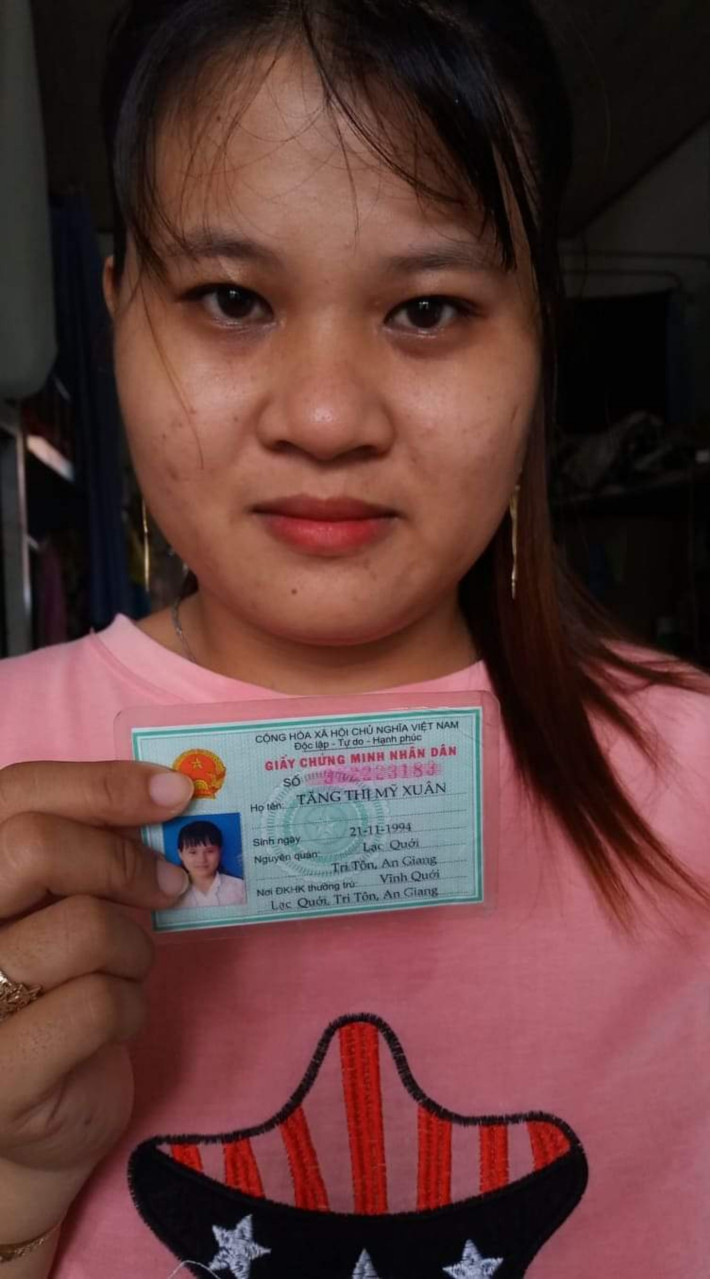 CỘNG HÒA XÃ HỘI CHỦ NGHĨA VIỆT NAM
Độc lập - Tự do - Hạnh phúc
GIẤY CHỨNG MINH NHÂN DÂN
SỐ
Họ tên: TĂNG THỊ MỸ XUÂN
Sinh ngày 21-11-1994
Nguyên quán: Lạc Quới
Tri Tôn, An Giang
Nơi ĐKHK thường trú: Vĩnh Quới
Lạc Quới, Tri Tôn, An Giang